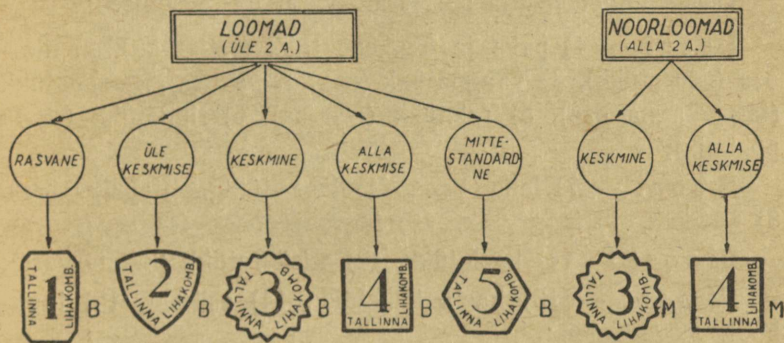 LOOMAD
(ÜLE 2 A.)
NOORLOOMAD
(ALLA 2 A.)
RASVANE
ÜLE
KESKMISE
KESKMINE
ALLA
KESKMISE
MITTE-
STANDARD
NE
KESKMINE
ALLA
KESKMISE
TALLINNA 1 LIHAKOMB. B
2 TALLINNA LIHAKOMB. B
3 TALLINNA LIHAKOMB B
4 TALLINNA LIHAKOMB. B
5 TALLINNA LIHAKOMB. B
3 TALLINNA LIHAKOMB. M
4 TALLINNA LIHAKOMB. M